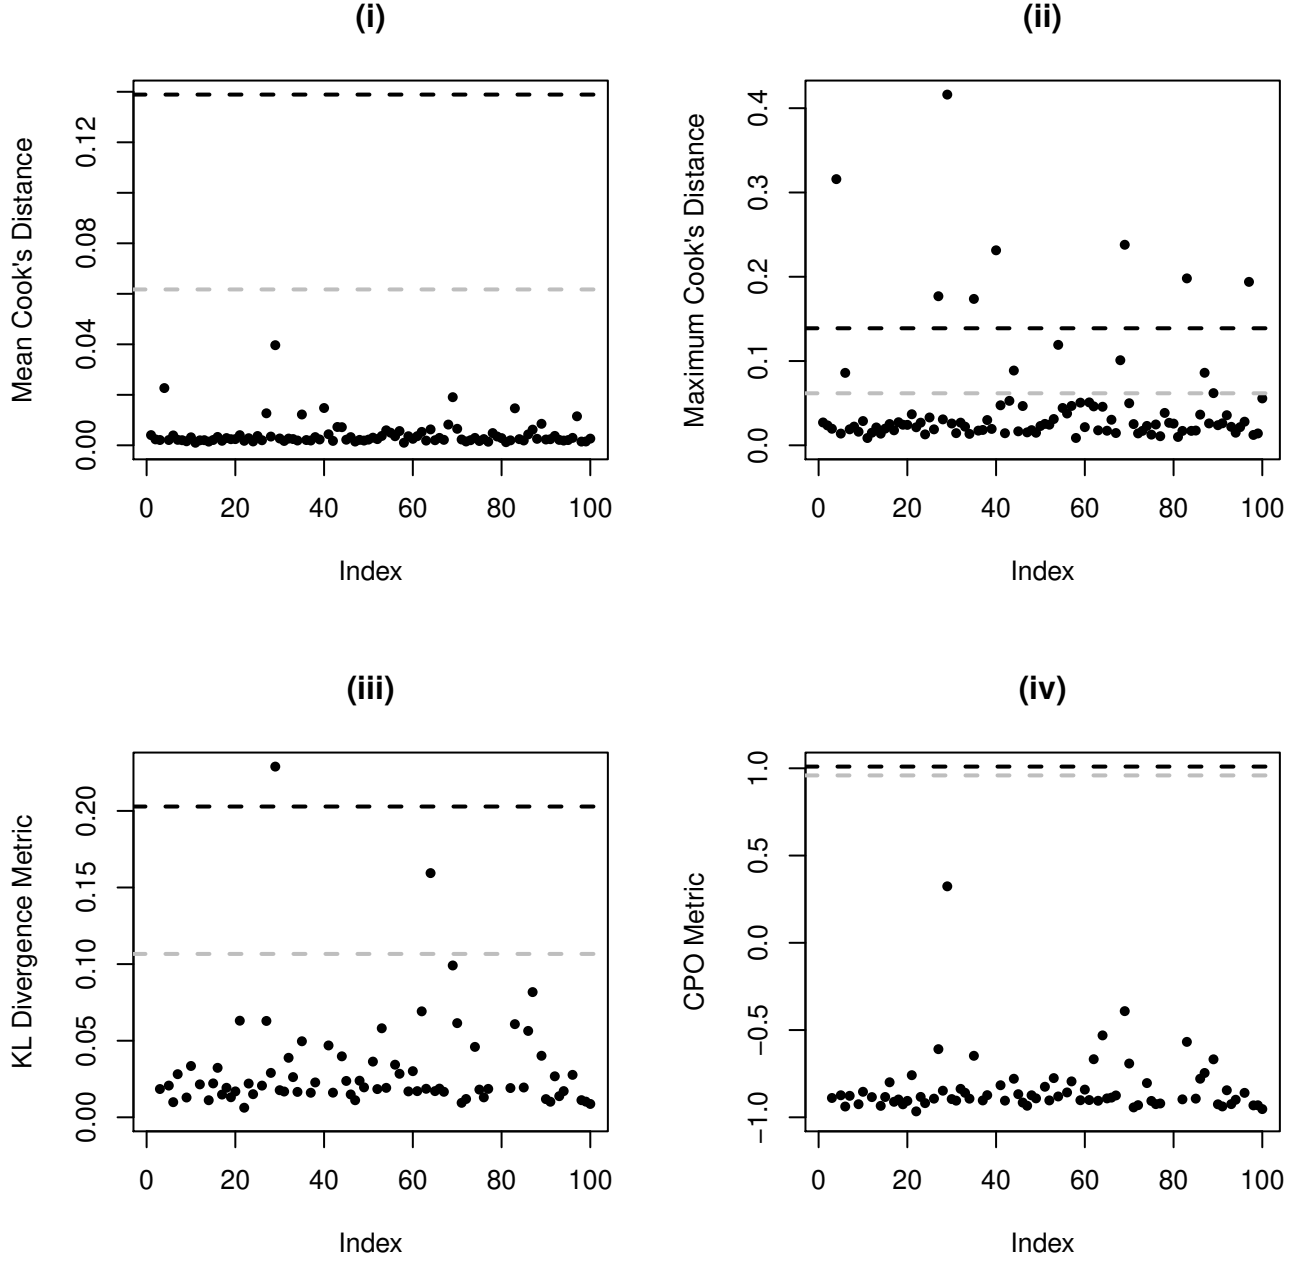 (i)
Mean Cook's Distance
0.00 0.04 0.08 0.12
0 20 40 60 80 100
Index
(ii)
Maximum Cook's Distance
0.0 0.1 0.2 0.3 0.4
0 20 40 60 80 100
Index
(iii)
KL Divergence Metric
0.00 0.05 0.10 0.15 0.20
0 20 40 60 80 100
Index
(iv)
CPO Metric
−1.0 −0.5 0.0 0.5 1.0
0 20 40 60 80 100
Index